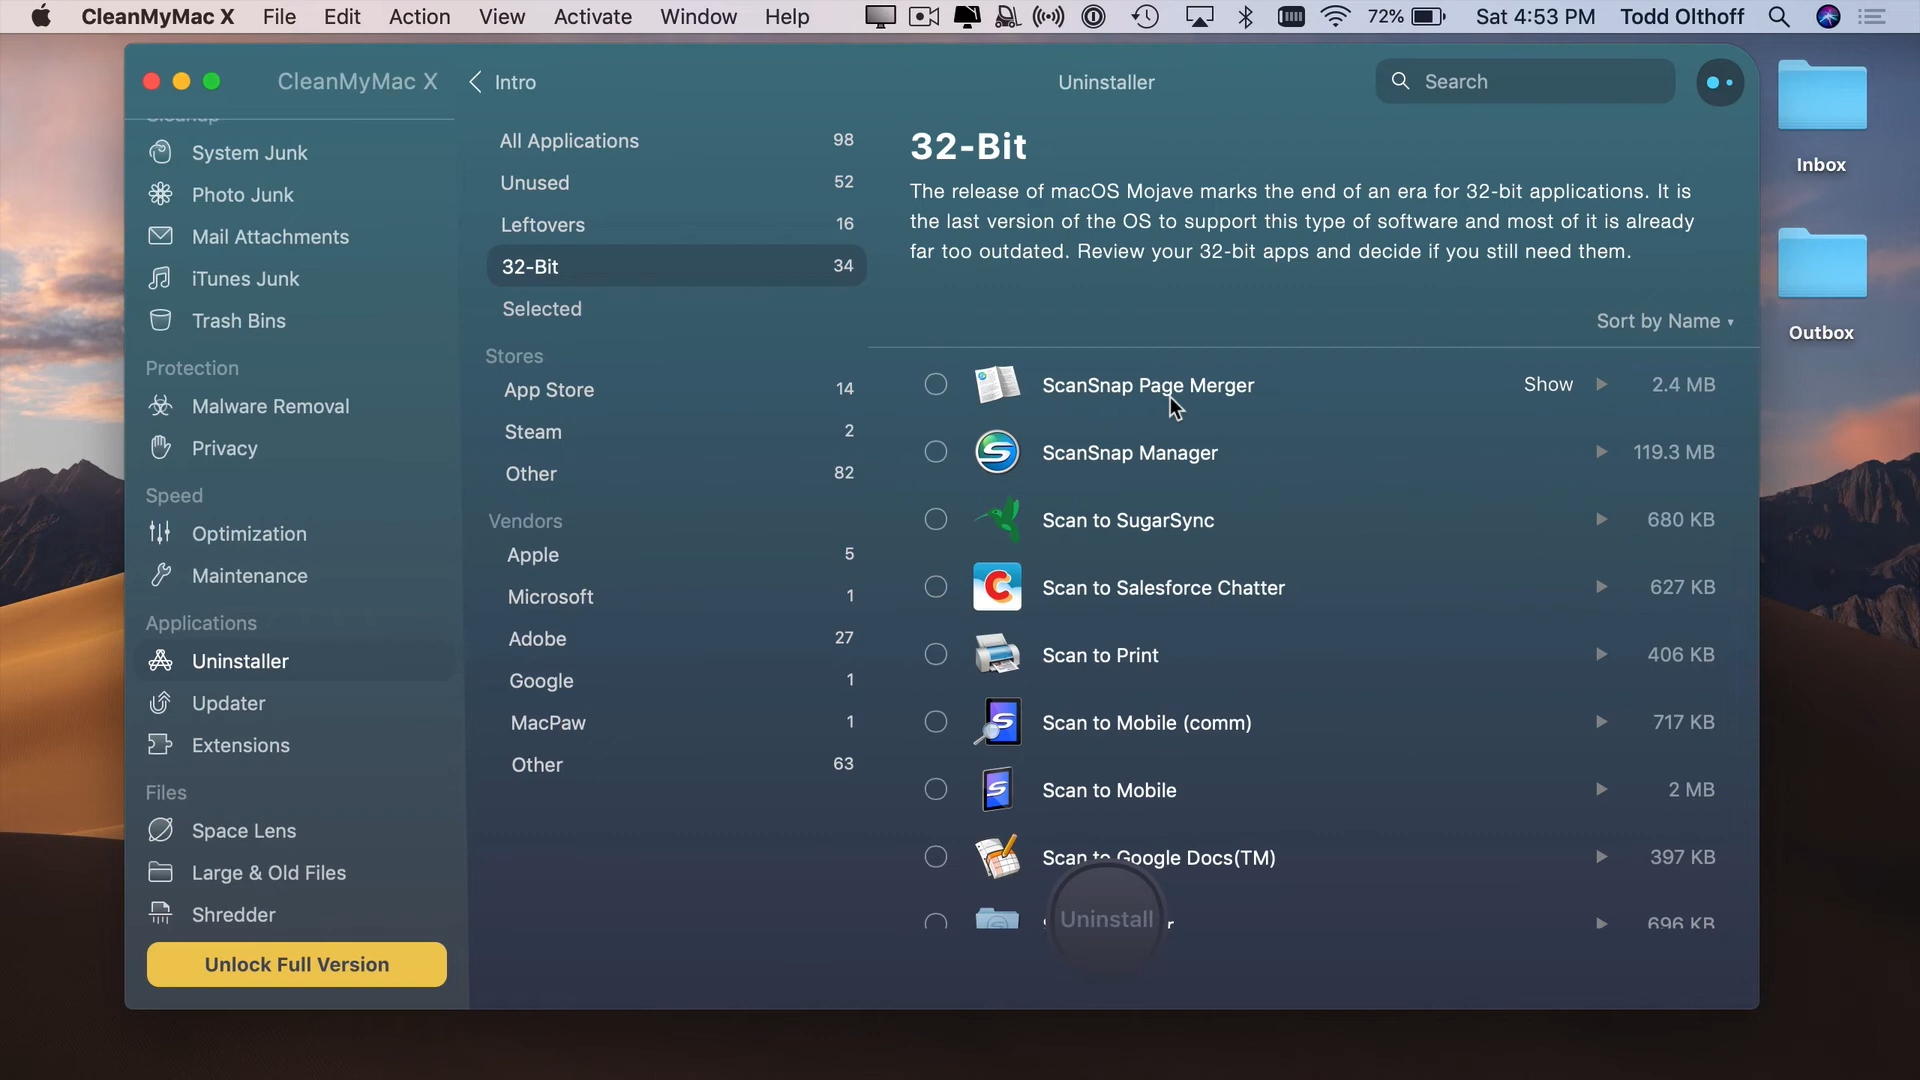 CleanMyMac X File Edit Action View Activate Window Help 72% Sat 4:53 PM Todd Olthoff
CleanMyMac X
Intro
Uninstaller
Search
Cleanup
System Junk
Photo Junk
Mail Attachments
iTunes Junk
Trash Bins
Protection
Malware Removal
Privacy
Speed
Optimization
Maintenance
Applications
Uninstaller
Updater
Extensions
Files
Space Lens
Large & Old Files
Shredder
Unlock Full Version
All Applications 98
Unused 52
Leftovers 16
32-Bit 34
Selected
Stores
App Store 14
Steam 2
Other 82
Vendors
Apple 5
Microsoft 1
Adobe 27
Google 1
MacPaw 1
Other 63
32-Bit
The release of macOS Mojave marks the end of an era for 32-bit applications. It is
the last version of the OS to support this type of software and most of it is already
far too outdated. Review your 32-bit apps and decide if you still need them.
Sort by Name
ScanSnap Page Merger Show 2.4 MB
ScanSnap Manager 119.3 MB
Scan to SugarSync 680 KB
Scan to Salesforce Chatter 627 KB
Scan to Print 406 KB
Scan to Mobile (comm) 717 KB
Scan to Mobile 2 MB
Scan to Google Docs(TM) 397 KB
696 KB
Uninstall
Inbox
Outbox